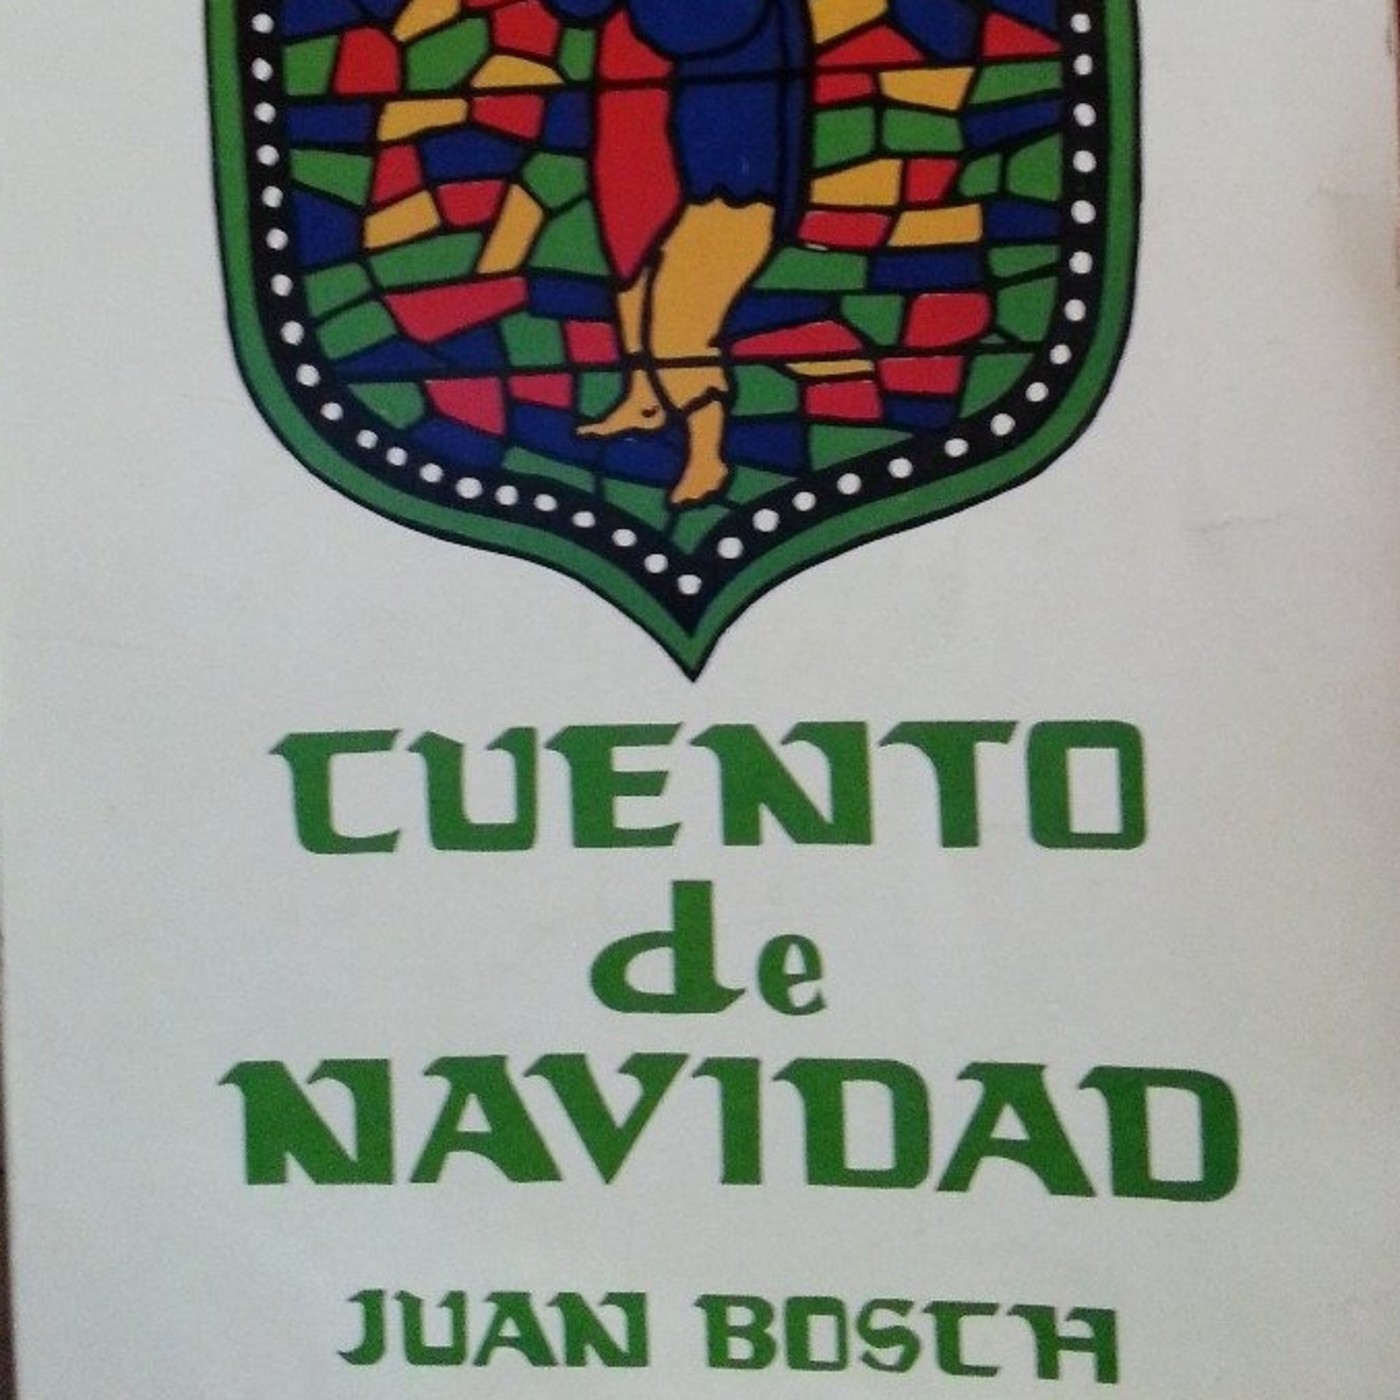 CUENTO
de
NAVIDAD
JUAN BOSCH